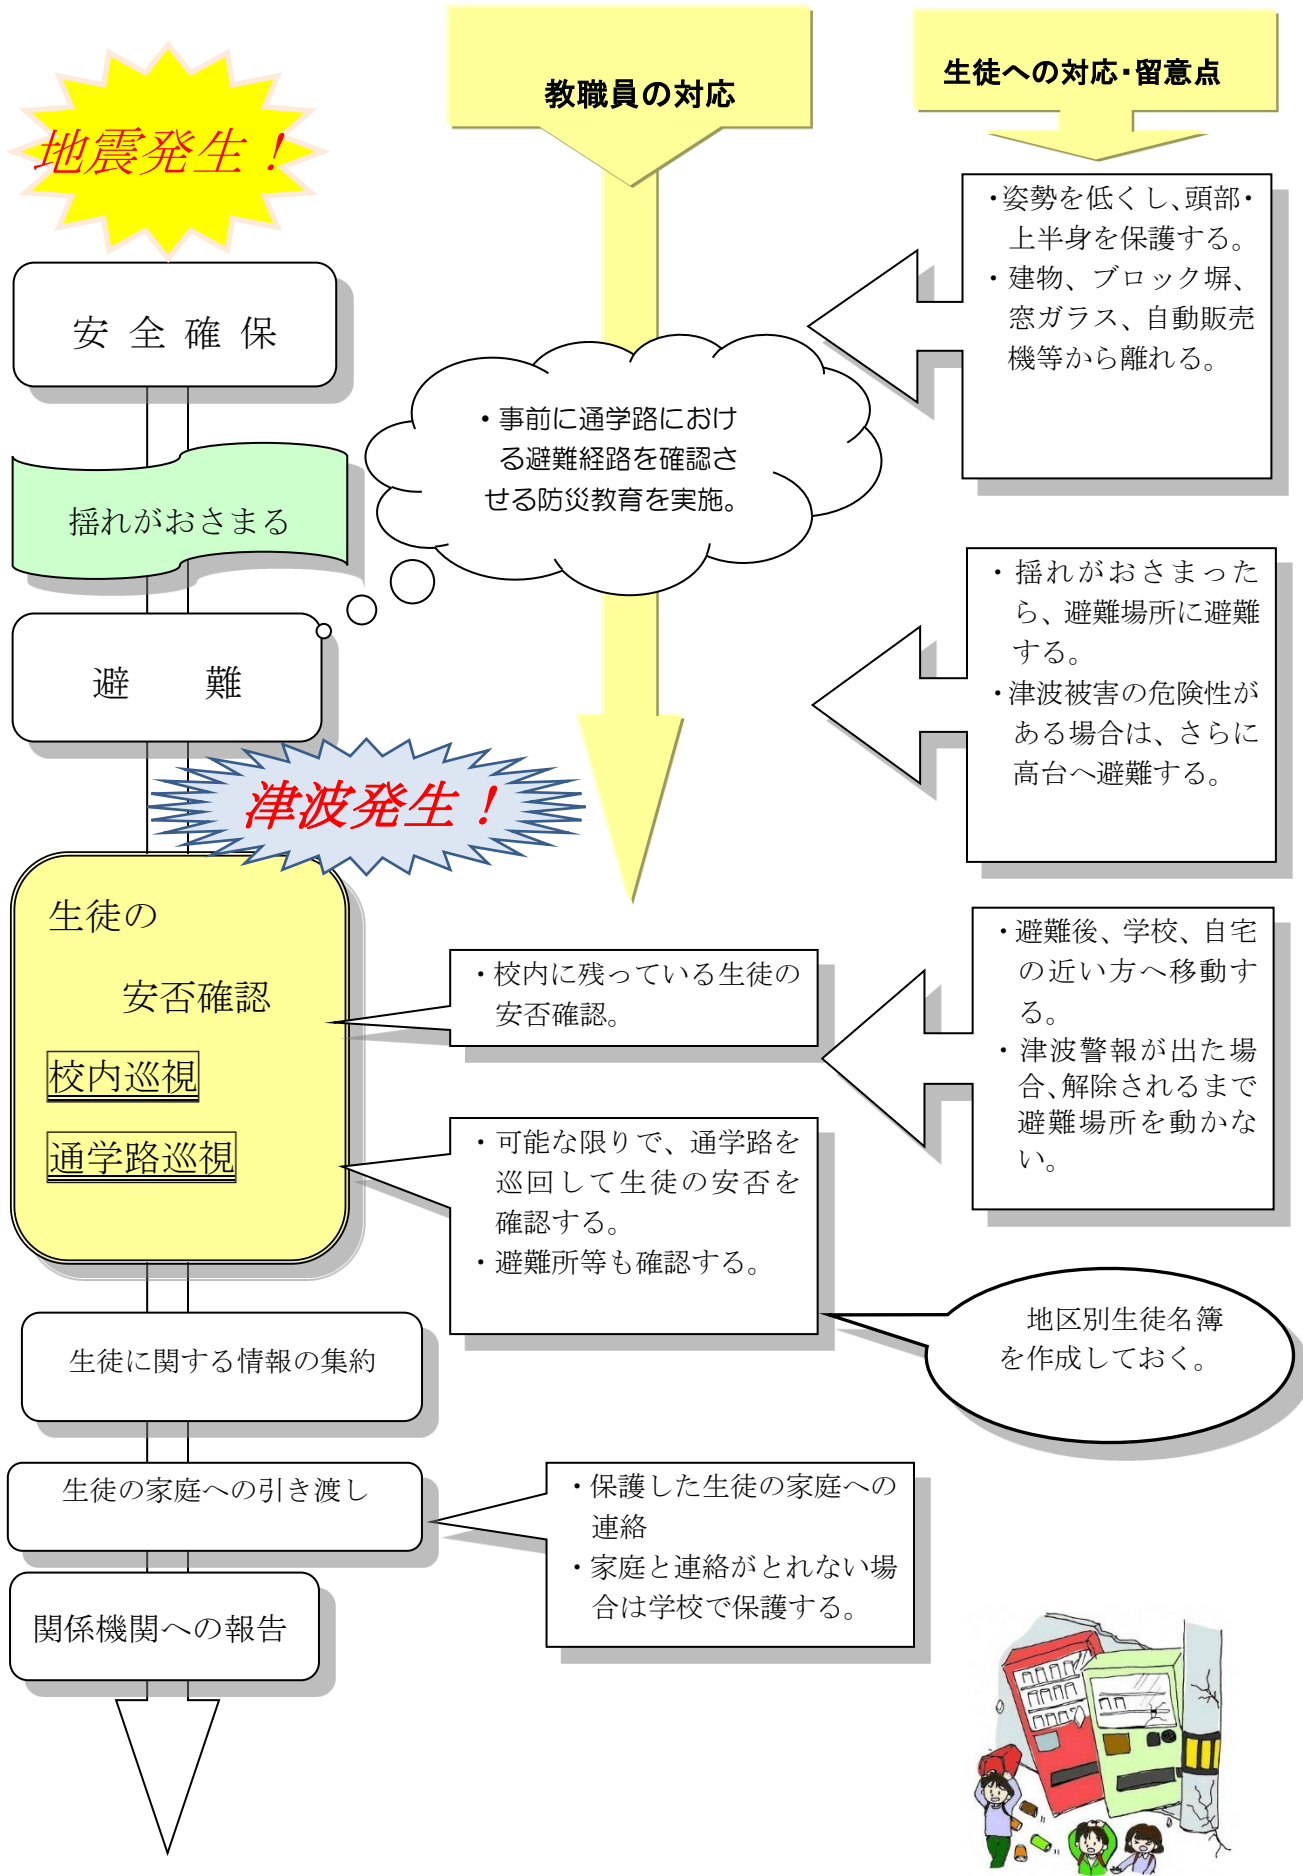 教職員の対応
生徒への対応・留意点
地震発生！
・姿勢を低くし、頭部・
上半身を保護する。
・建物、ブロック塀、
窓ガラス、自動販売
機等から離れる。
安全確保
・事前に通学路におけ
る避難経路を確認さ
せる防災教育を実施。
揺れがおさまる
・揺れがおさまった
ら、避難場所に避難
する。
・津波被害の危険性が
ある場合は、さらに
高台へ避難する。
避難
津波発生！
生徒の
安否確認
校内巡視
通学路巡視
・校内に残っている生徒の
安否確認。
・避難後、学校、自宅
の近い方へ移動す
る。
・津波警報が出た場
合、解除されるまで
避難場所を動かな
い。
・可能な限りで、通学路を
巡回して生徒の安否を
確認する。
・避難所等も確認する。
地区別生徒名簿
を作成しておく。
生徒に関する情報の集約
生徒の家庭への引き渡し
・保護した生徒の家庭への
連絡
・家庭と連絡がとれない場
合は学校で保護する。
関係機関への報告